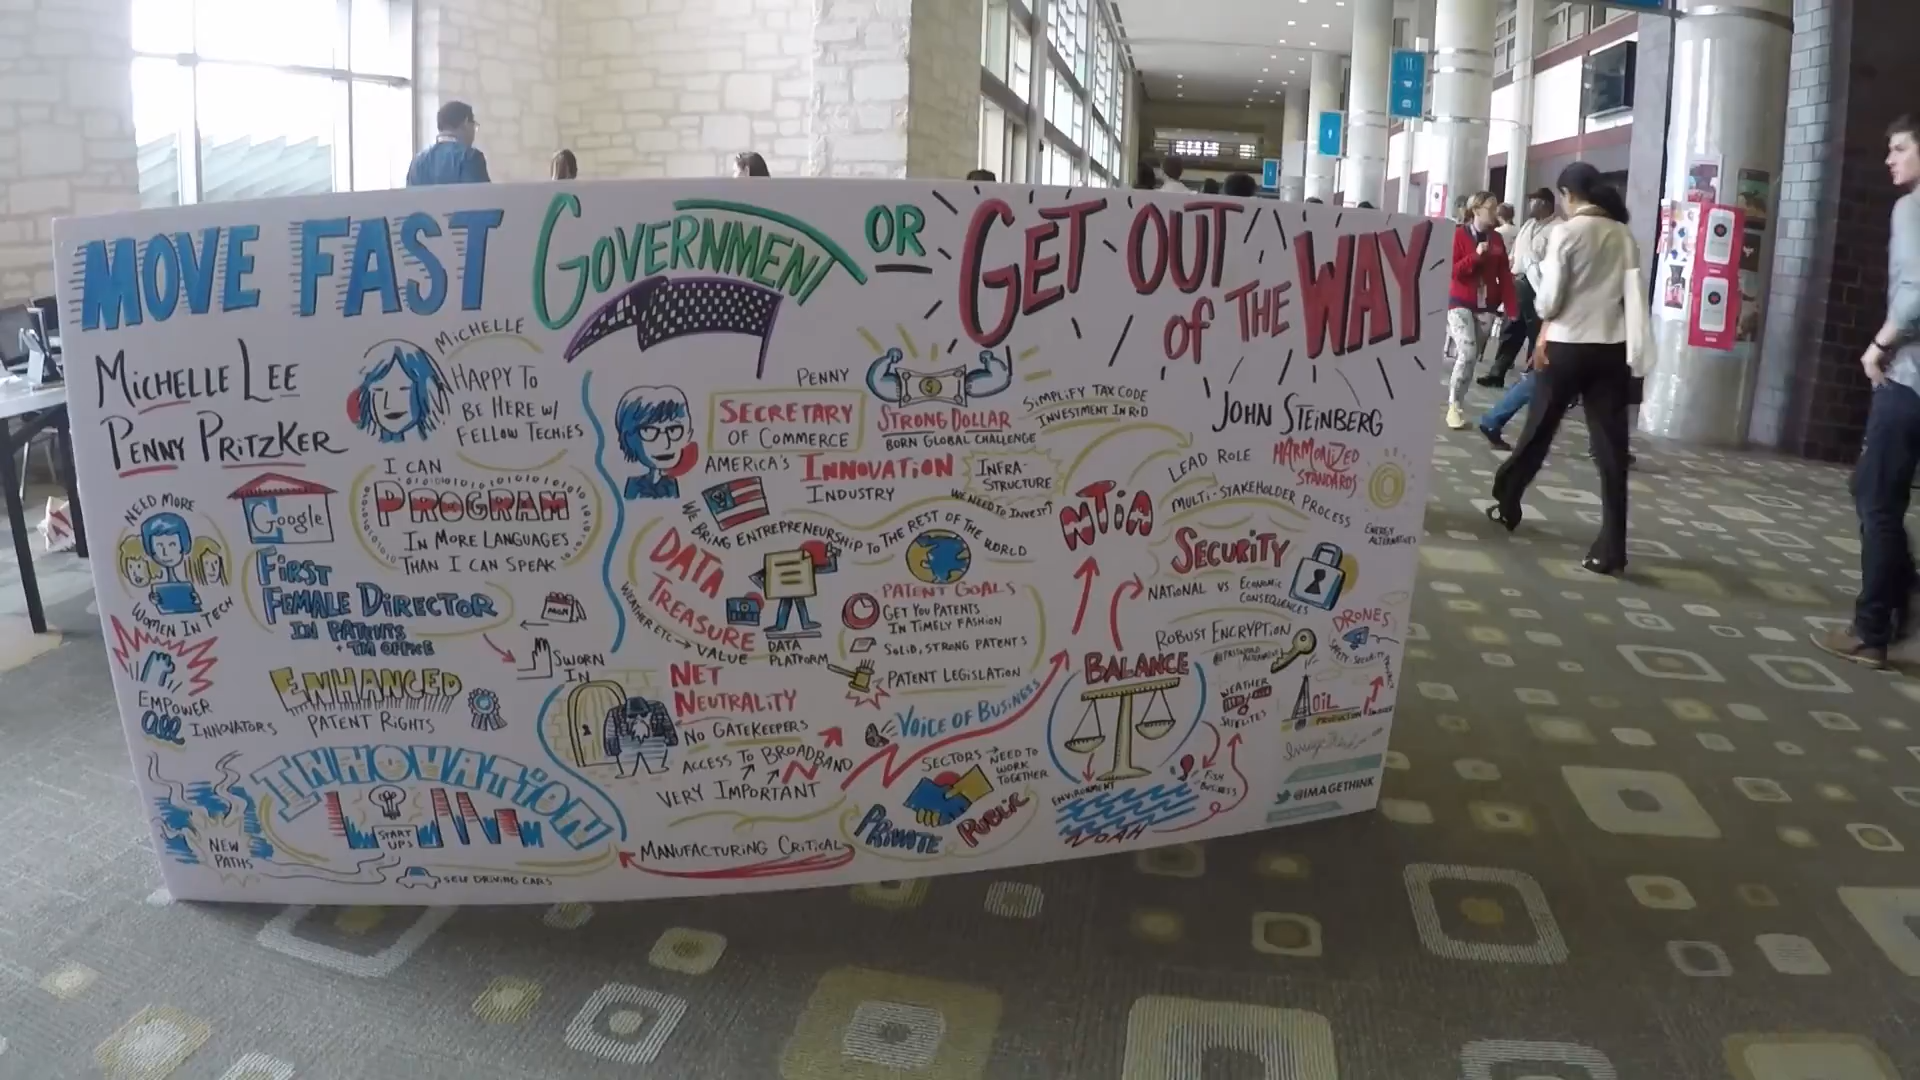 MOVE FAST GOVERNMENT OR GET OUT
of THE WAY
MICHELLE LEE
PENNY PRITZKER
MICHELLE
HAPPY TO
BE HERE W/
FELLOW TECHIES
NEED MORE
WOMEN IN TECH
Google
I CAN
PROGRAM
IN MORE LANGUAGES
THAN I CAN SPEAK
FIRST
FEMALE DIRECTOR
IN PATENTS
+ TM OFFICE
SWORN
IN
EMPOWER
all INNOVATORS
ENHANCED
PATENT RIGHTS
INNOVATION
START
UPS
NEW
PATHS
SELF DRIVING CARS
PENNY
SECRETARY
OF COMMERCE
STRONG DOLLAR
BORN GLOBAL CHALLENGE
SIMPLIFY TAX CODE
INVESTMENT IN R+D
AMERICA'S INNOVATION
INDUSTRY
INFRA-
STRUCTURE
WE NEED TO INVEST
WE BRING ENTREPRENEURSHIP TO THE REST OF THE WORLD
DATA
TREASURE
WEATHER ETC → VALUE
DATA
PLATFORM
PATENT GOALS
GET YOU PATENTS
IN TIMELY FASHION
SOLID, STRONG PATENTS
PATENT LEGISLATION
NET
NEUTRALITY
NO GATEKEEPERS
ACCESS TO BROADBAND
VERY IMPORTANT
VOICE OF BUSINESS
SECTORS → NEED TO
WORK
TOGETHER
PRIVATE PUBLIC
MANUFACTURING CRITICAL
JOHN STEINBERG
NTIA
LEAD ROLE
HARMONIZED
STANDARDS
MULTI-STAKEHOLDER PROCESS
ENERGY
ALTERNATIVES
SECURITY
NATIONAL VS. ECONOMIC
CONSEQUENCES
ROBUST ENCRYPTION
DRONES
BALANCE
WEATHER
SATELLITES
OIL
PRODUCTION
ENVIRONMENT
FISH
BUSINESS
NOAH
ImageThink
@IMAGETHINK